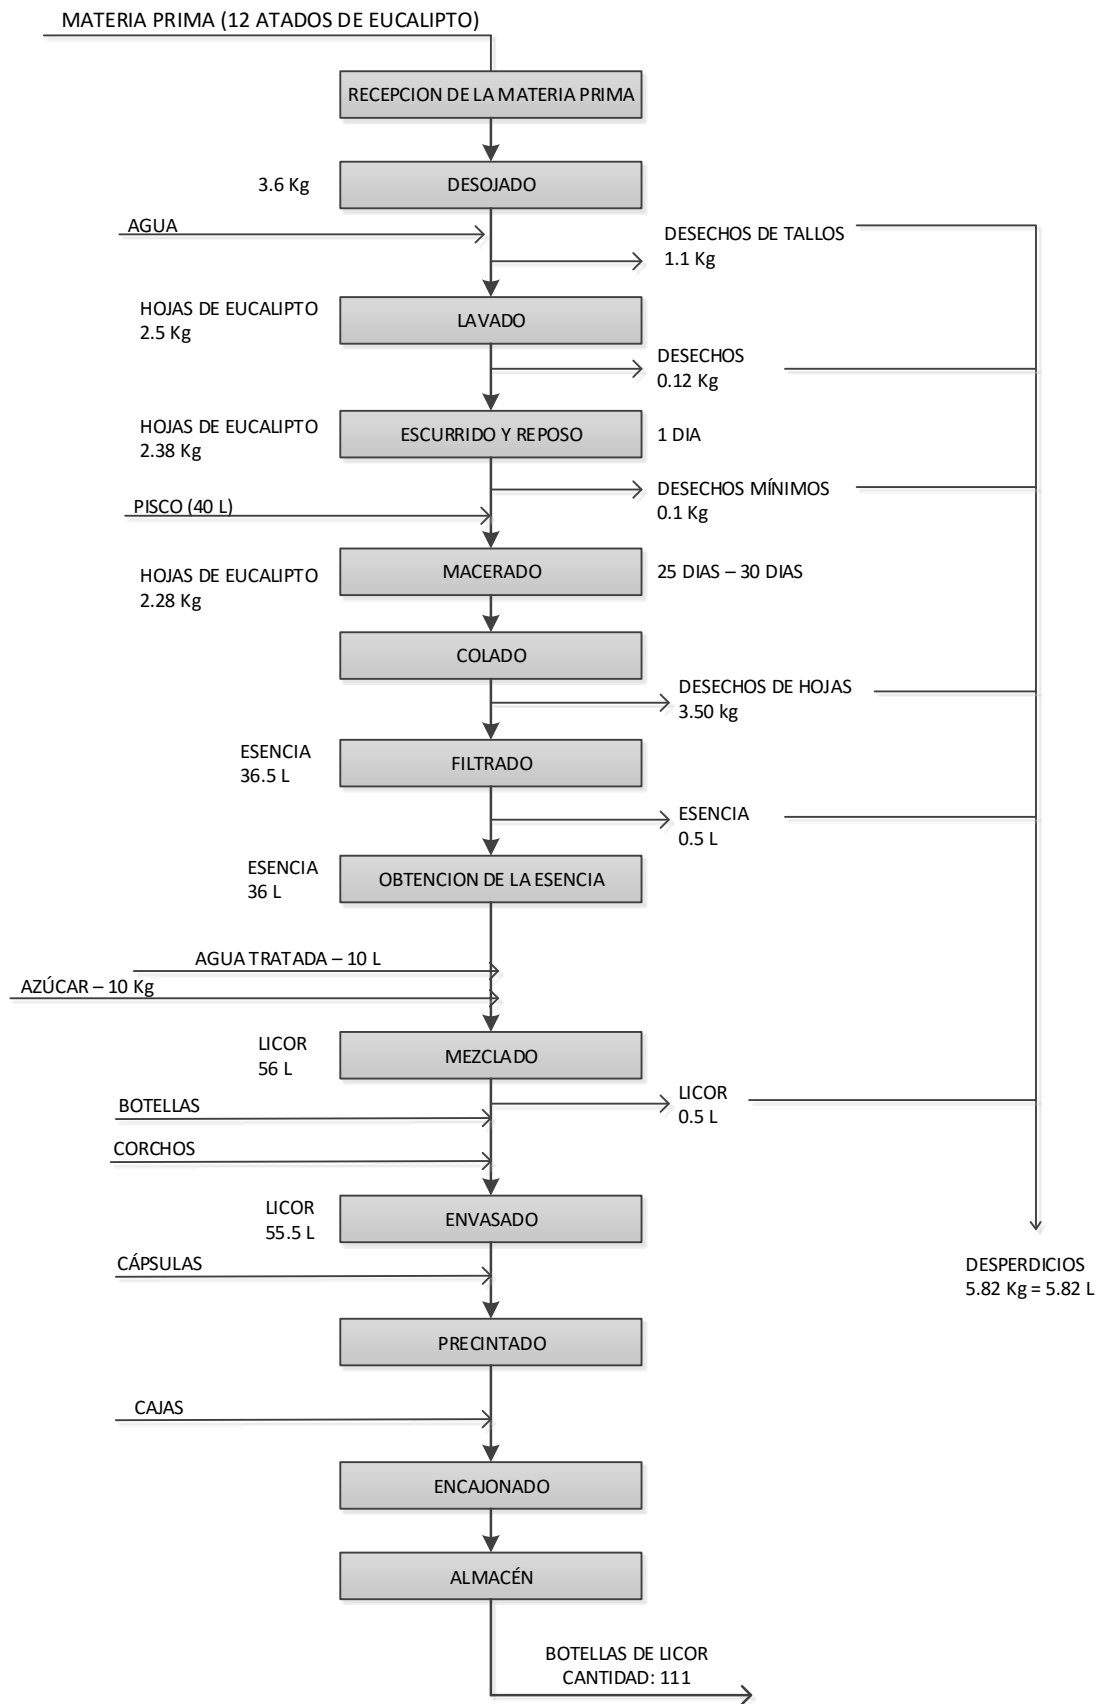 MATERIA PRIMA (12 ATADOS DE EUCALIPTO)
RECEPCION DE LA MATERIA PRIMA
3.6 Kg
DESOJADO
AGUA
DESECHOS DE TALLOS
1.1 Kg
HOJAS DE EUCALIPTO
2.5 Kg
LAVADO
DESECHOS
0.12 Kg
HOJAS DE EUCALIPTO
2.38 Kg
ESCURRIDO Y REPOSO
1 DIA
DESECHOS MÍNIMOS
0.1 Kg
PISCO (40 L)
HOJAS DE EUCALIPTO
2.28 Kg
MACERADO
25 DIAS – 30 DIAS
COLADO
DESECHOS DE HOJAS
3.50 kg
ESENCIA
36.5 L
FILTRADO
ESENCIA
0.5 L
ESENCIA
36 L
OBTENCION DE LA ESENCIA
AGUA TRATADA – 10 L
AZÚCAR – 10 Kg
LICOR
56 L
MEZCLADO
LICOR
0.5 L
BOTELLAS
CORCHOS
LICOR
55.5 L
ENVASADO
CÁPSULAS
DESPERDICIOS
5.82 Kg = 5.82 L
PRECINTADO
CAJAS
ENCAJONADO
ALMACÉN
BOTELLAS DE LICOR
CANTIDAD: 111